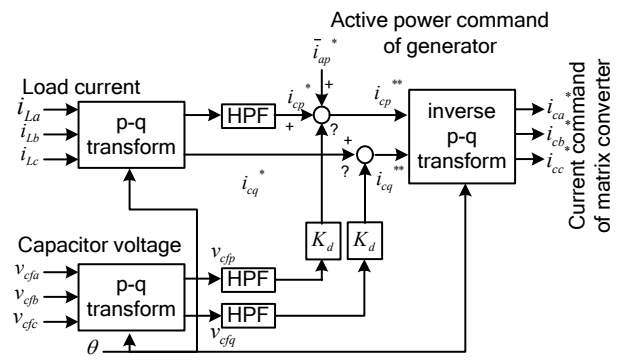 Active power command
of generator
i̅ap*
+
Load current
iLa
iLb
iLc
p-q
transform
HPF
icp*
+
?
icp**
icq*
+
?
icq**
inverse
p-q
transform
ica*
icb*
icc*
Current command
of matrix converter
Kd
Kd
Capacitor voltage
vcfa
vcfb
vcfc
p-q
transform
vcfp
HPF
HPF
vcfq
θ